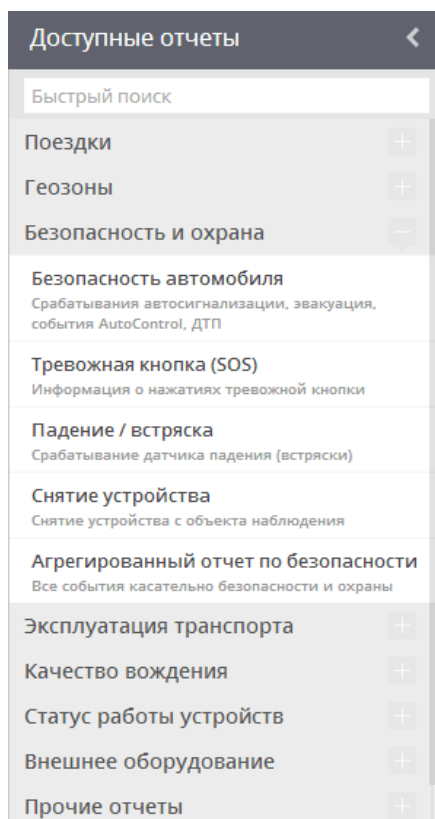 Доступные отчеты
Быстрый поиск
Поездки
Геозоны
Безопасность и охрана
Безопасность автомобиля
Срабатывания автосигнализации, эвакуация,
события AutoControl, ДТП
Тревожная кнопка (SOS)
Информация о нажатиях тревожной кнопки
Падение / встряска
Срабатывание датчика падения (встряски)
Снятие устройства
Снятие устройства с объекта наблюдения
Агрегированный отчет по безопасности
Все события касательно безопасности и охраны
Эксплуатация транспорта
Качество вождения
Статус работы устройств
Внешнее оборудование
Прочие отчеты